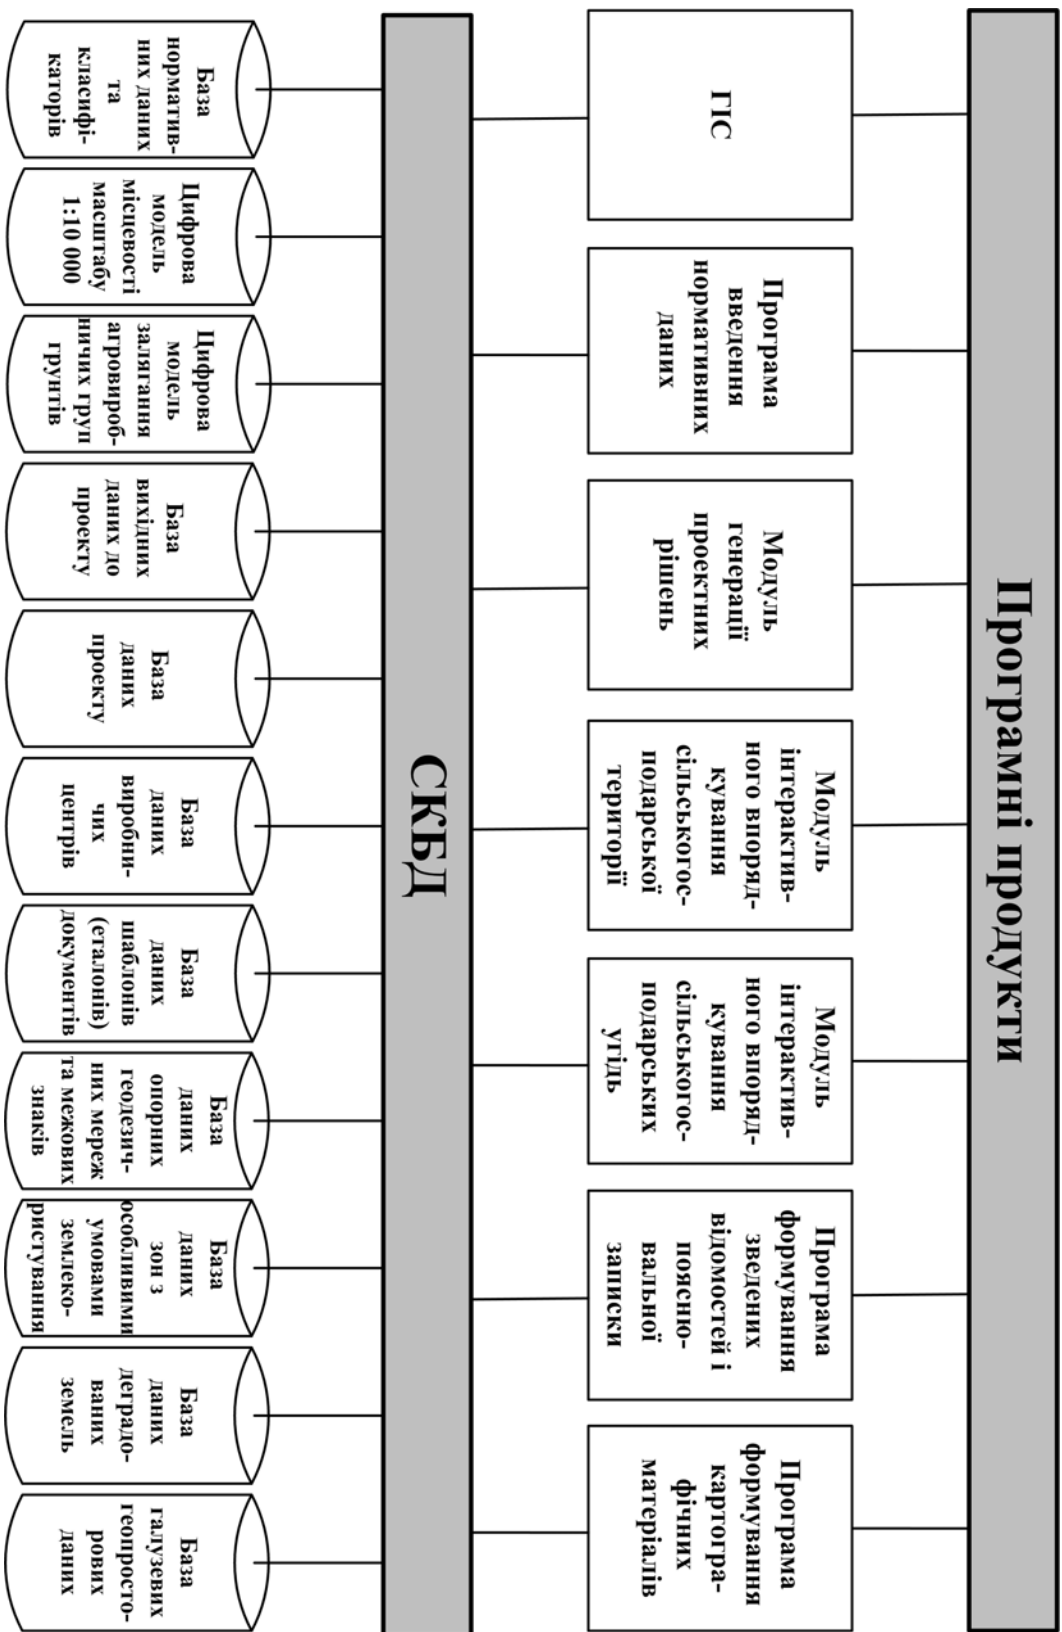 Програмні продукти
ГІС
Програма
введення
нормативних
даних
Модуль
генерації
проектних
рішень
Модуль
інтерактив-
ного впоряд-
кування
сільськогос-
подарської
території
Модуль
інтерактив-
ного впоряд-
кування
сільськогос-
подарських
угідь
Програма
формування
зведених
відомостей і
поясню-
вальної
записки
Програма
формування
картогра-
фічних
матеріалів
СКБД
База
норматив-
них даних
та
класифі-
каторів
Цифрова
модель
місцевості
масштабу
1:10 000
Цифрова
модель
залягання
агровироб-
ничих груп
грунтів
База
вихідних
даних до
проекту
База
даних
проекту
База
даних
виробни-
чих
центрів
База
даних
шаблонів
(еталонів)
документів
База
даних
опорних
геодезич-
них мереж
та межових
знаків
База
даних
зон з
особливими
умовами
землеко-
ристування
База
даних
деградо-
ваних
земель
База
галузевих
геопросто-
рових
даних